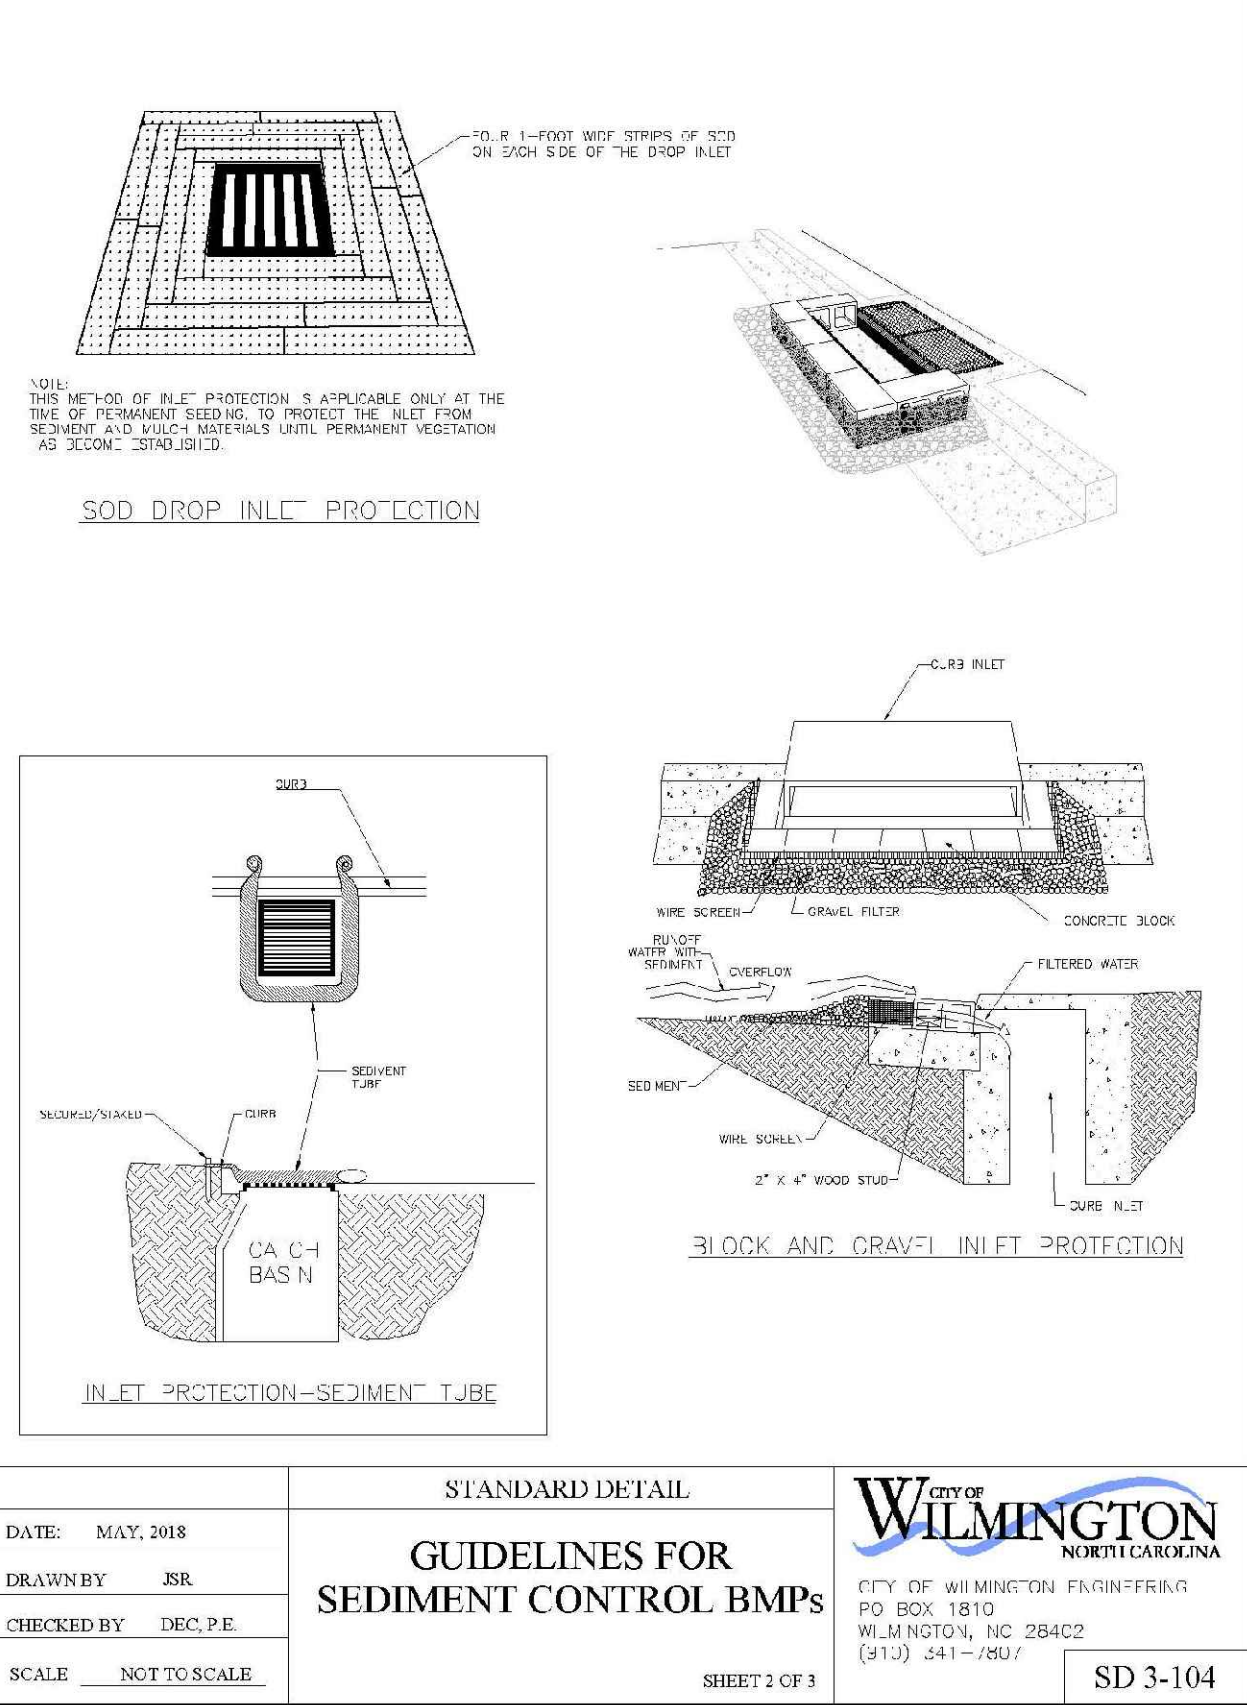 FOUR 1-FOOT WIDE STRIPS OF SOD
ON EACH SIDE OF THE DROP INLET
NOTE:
THIS METHOD OF INLET PROTECTION IS APPLICABLE ONLY AT THE
TIME OF PERMANENT SEEDING, TO PROTECT THE INLET FROM
SEDIMENT AND MULCH MATERIALS UNTIL PERMANENT VEGETATION
HAS BECOME ESTABLISHED.
SOD DROP INLET PROTECTION
CURB INLET
WIRE SCREEN
GRAVEL FILTER
CONCRETE BLOCK
RUNOFF
WATER WITH
SEDIMENT
OVERFLOW
FILTERED WATER
SEDIMENT
WIRE SCREEN
2" X 4" WOOD STUD
CURB INLET
BLOCK AND GRAVEL INLET PROTECTION
CURB
SEDIMENT
TUBE
SECURED/STAKED
CURB
CATCH
BASIN
INLET PROTECTION-SEDIMENT TUBE
DATE: MAY, 2018
DRAWN BY JSR
CHECKED BY DEC, P.E.
SCALE NOT TO SCALE
STANDARD DETAIL
GUIDELINES FOR
SEDIMENT CONTROL BMPs
SHEET 2 OF 3
CITY OF
WILMINGTON
NORTH CAROLINA
CITY OF WILMINGTON ENGINEERING
PO BOX 1810
WILMINGTON, NC 28402
(910) 341-7807
SD 3-104